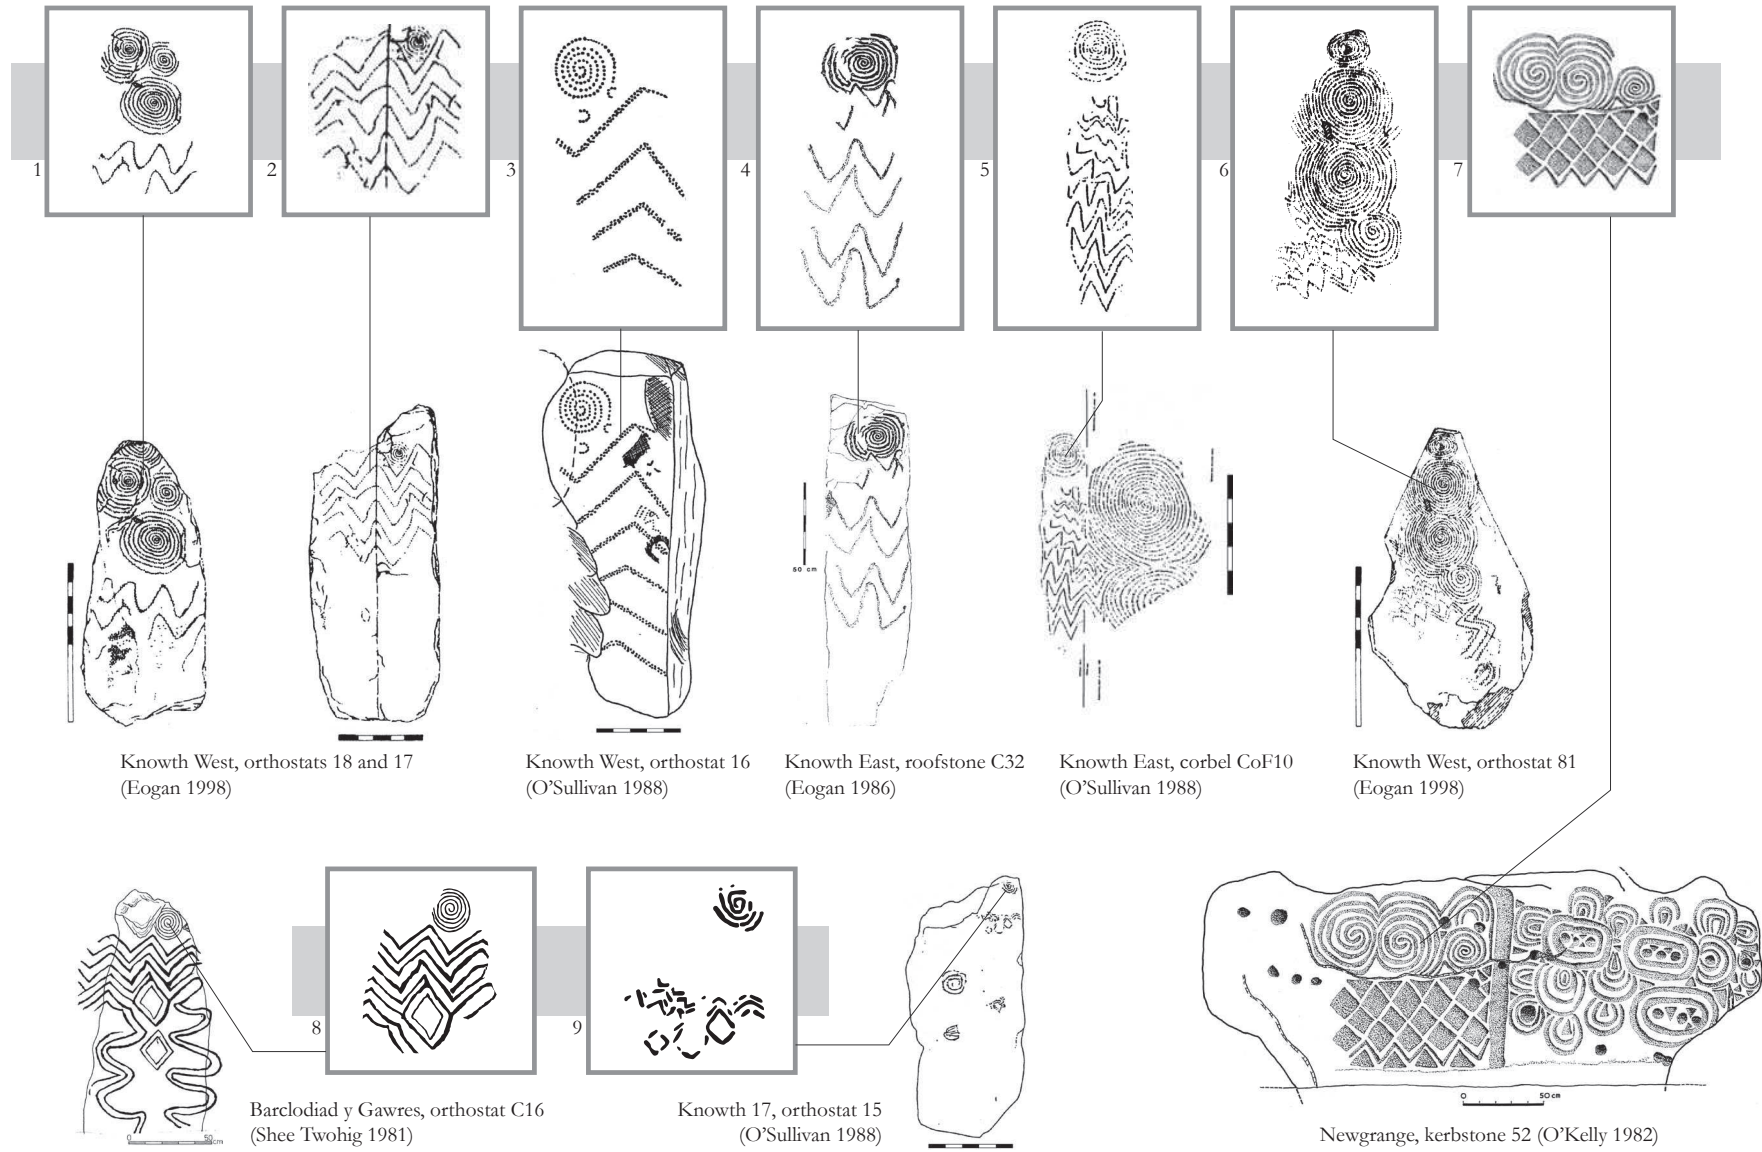 1
2
3
4
5
6
7
50 cm
Knowth West, orthostats 18 and 17
(Eogan 1998)
Knowth West, orthostat 16
(O'Sullivan 1988)
Knowth East, roofstone C32
(Eogan 1986)
Knowth East, corbel CoF10
(O'Sullivan 1988)
Knowth West, orthostat 81
(Eogan 1998)
8
9
Barclodiad y Gawres, orthostat C16
(Shee Twohig 1981)
0 50 cm
Knowth 17, orthostat 15
(O'Sullivan 1988)
0 50 cm
Newgrange, kerbstone 52 (O'Kelly 1982)